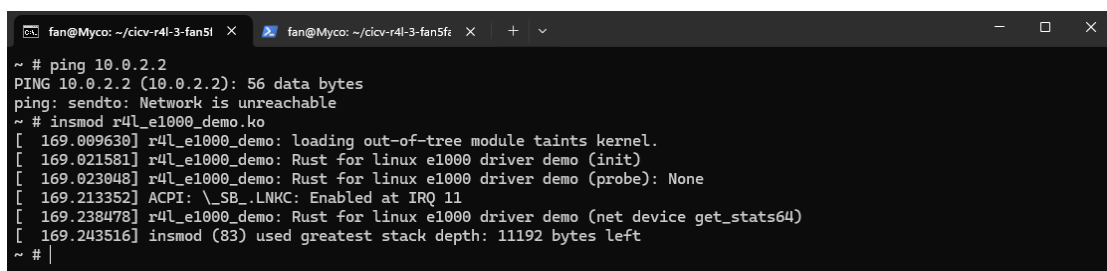 fan@Myco: ~/cicv-r4l-3-fan5f
fan@Myco: ~/cicv-r4l-3-fan5fa
~ # ping 10.0.2.2
PING 10.0.2.2 (10.0.2.2): 56 data bytes
ping: sendto: Network is unreachable
~ # insmod r4l_e1000_demo.ko
[  169.009630] r4l_e1000_demo: loading out-of-tree module taints kernel.
[  169.021581] r4l_e1000_demo: Rust for linux e1000 driver demo (init)
[  169.023048] r4l_e1000_demo: Rust for linux e1000 driver demo (probe): None
[  169.213352] ACPI: \_SB_.LNKC: Enabled at IRQ 11
[  169.238478] r4l_e1000_demo: Rust for linux e1000 driver demo (net device get_stats64)
[  169.243516] insmod (83) used greatest stack depth: 11192 bytes left
~ #